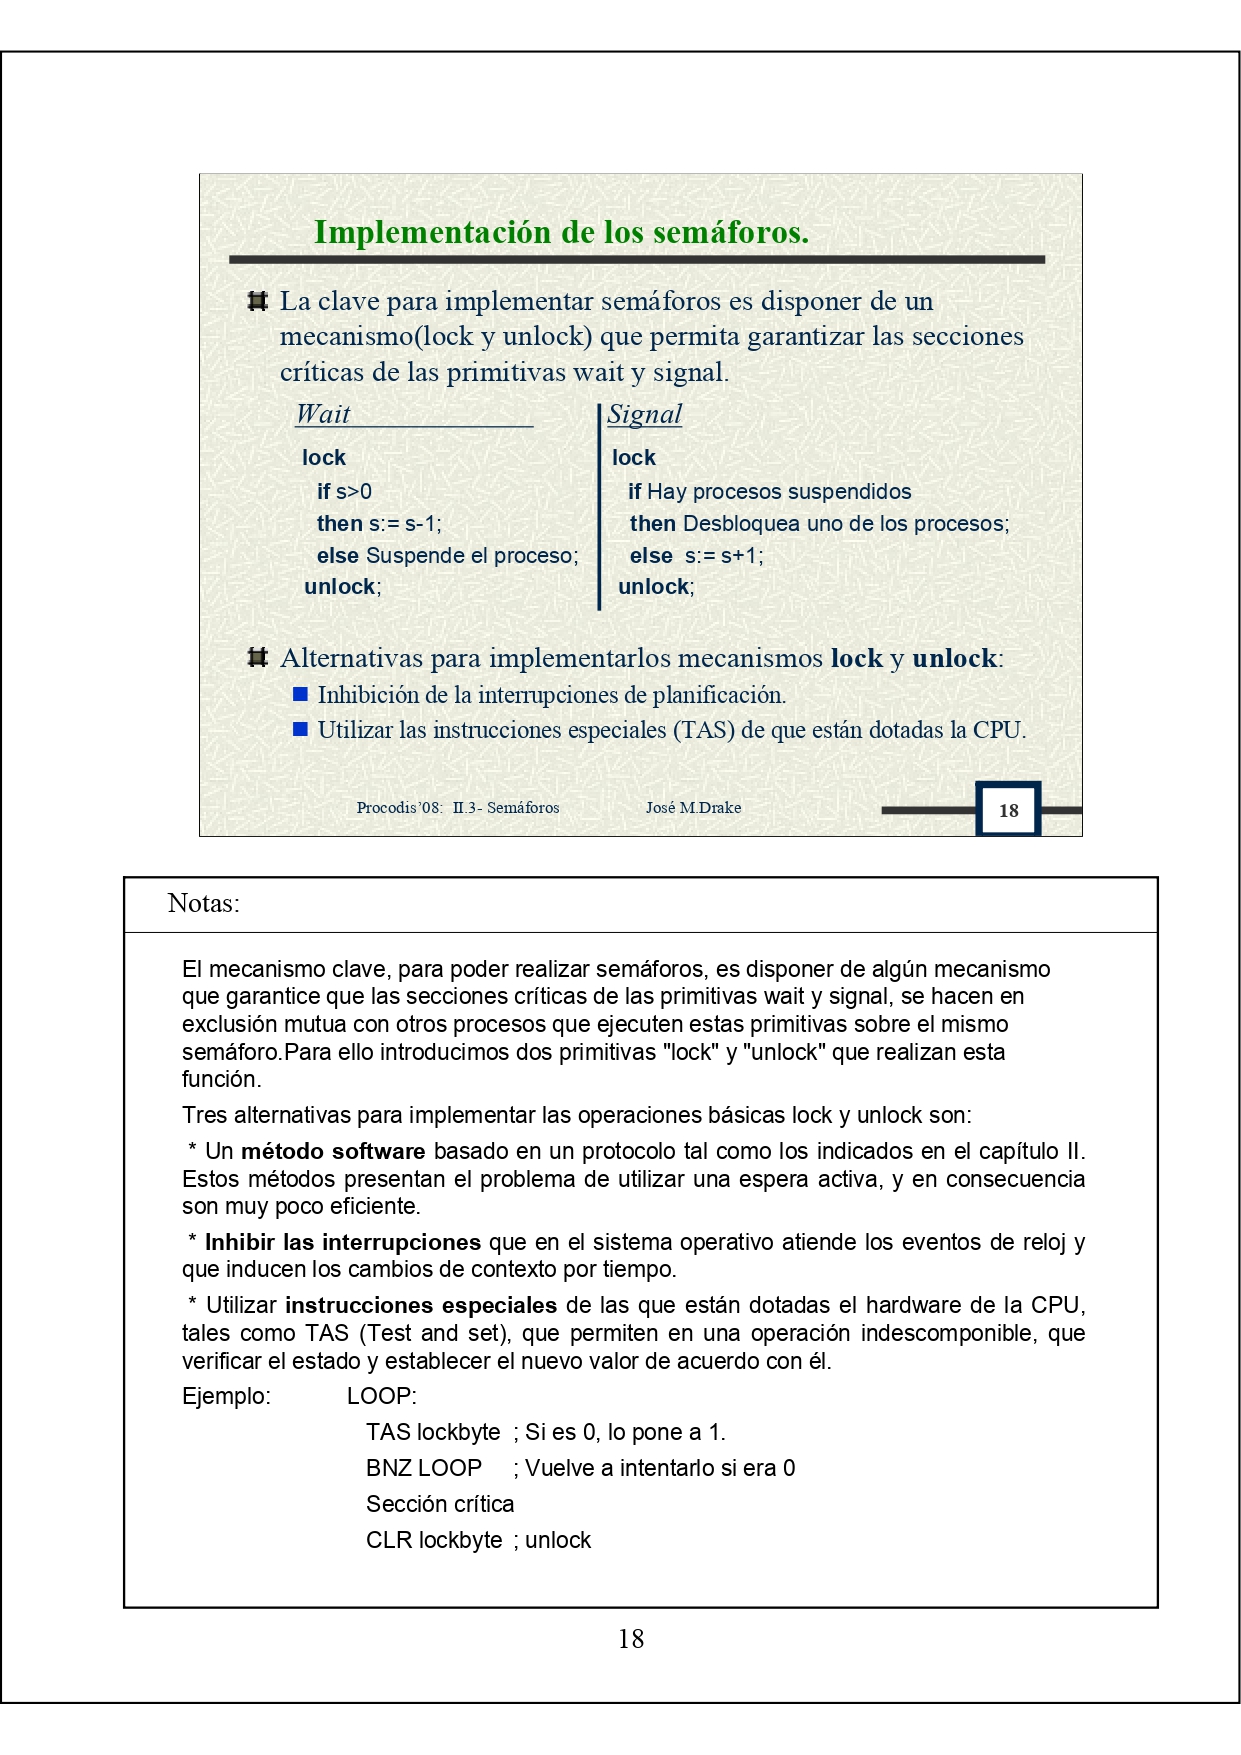 Implementación de los semáforos.
La clave para implementar semáforos es disponer de un
mecanismo(lock y unlock) que permita garantizar las secciones
críticas de las primitivas wait y signal.
Wait
lock
if s>0
then s:= s-1;
else Suspende el proceso;
unlock;
Signal
lock
if Hay procesos suspendidos
then Desbloquea uno de los procesos;
else s:= s+1;
unlock;
Alternativas para implementarlos mecanismos lock y unlock:
Inhibición de la interrupciones de planificación.
Utilizar las instrucciones especiales (TAS) de que están dotadas la CPU.
Procodis'08: II.3- Semáforos José M.Drake 18
Notas:
El mecanismo clave, para poder realizar semáforos, es disponer de algún mecanismo
que garantice que las secciones críticas de las primitivas wait y signal, se hacen en
exclusión mutua con otros procesos que ejecuten estas primitivas sobre el mismo
semáforo.Para ello introducimos dos primitivas "lock" y "unlock" que realizan esta
función.
Tres alternativas para implementar las operaciones básicas lock y unlock son:
* Un método software basado en un protocolo tal como los indicados en el capítulo II.
Estos métodos presentan el problema de utilizar una espera activa, y en consecuencia
son muy poco eficiente.
* Inhibir las interrupciones que en el sistema operativo atiende los eventos de reloj y
que inducen los cambios de contexto por tiempo.
* Utilizar instrucciones especiales de las que están dotadas el hardware de la CPU,
tales como TAS (Test and set), que permiten en una operación indescomponible, que
verificar el estado y establecer el nuevo valor de acuerdo con él.
Ejemplo: LOOP:
TAS lockbyte ; Si es 0, lo pone a 1.
BNZ LOOP ; Vuelve a intentarlo si era 0
Sección crítica
CLR lockbyte ; unlock
18